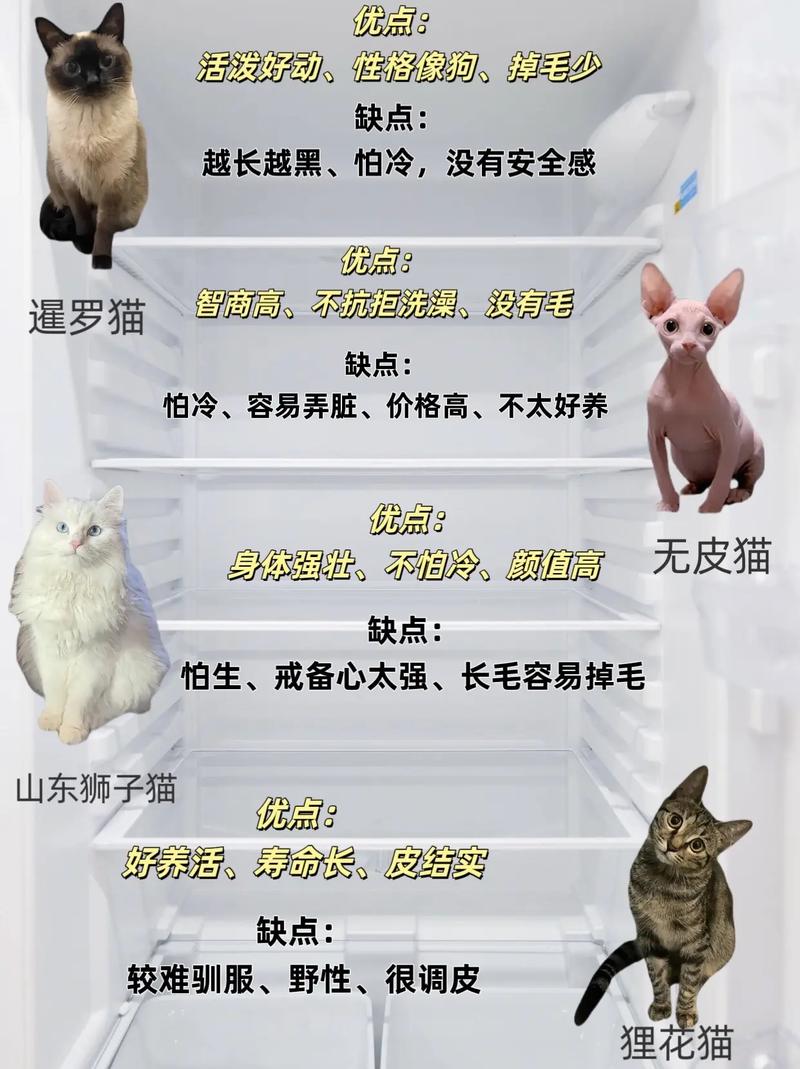 优点：
活泼好动、性格像狗、掉毛少
缺点：
越长越黑、怕冷，没有安全感
暹罗猫
优点：
智商高、不抗拒洗澡、没有毛
缺点：
怕冷、容易弄脏、价格高、不太好养
无皮猫
优点：
身体强壮、不怕冷、颜值高
缺点：
怕生、戒备心太强、长毛容易掉毛
山东狮子猫
优点：
好养活、寿命长、皮结实
缺点：
较难驯服、野性、很调皮
狸花猫